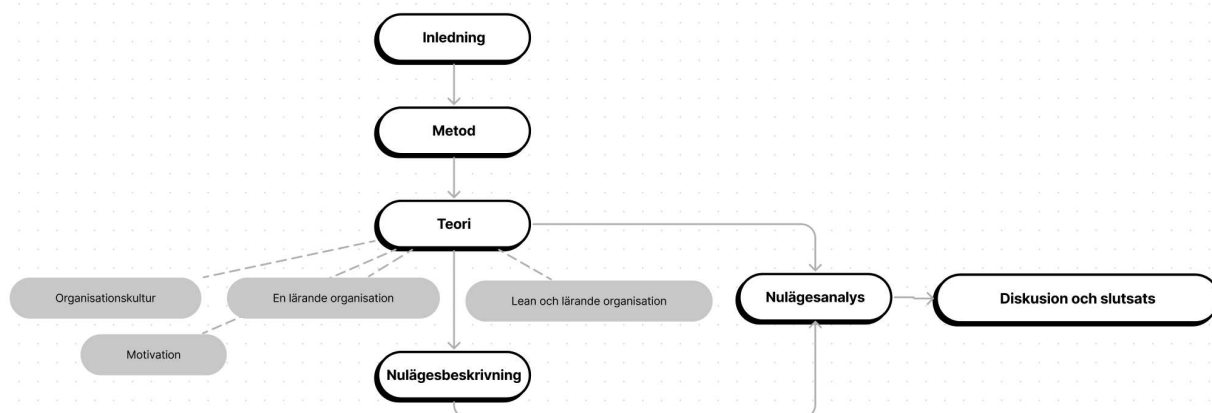 Inledning
Metod
Teori
Organisationskultur
En lärande organisation
Lean och lärande organisation
Nulägesanalys
Diskusion och slutsats
Motivation
Nulägesbeskrivning